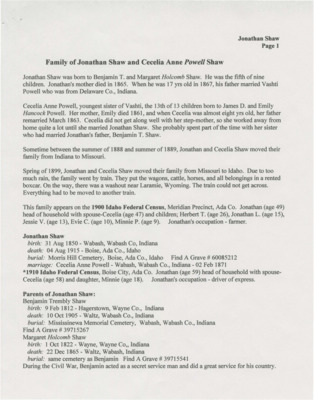 Jonathan Shaw
Page 1
Family of Jonathan Shaw and Cecelia Anne Powell Shaw
Jonathan Shaw was born to Benjamin T. and Margaret Holcomb Shaw. He was the fifth of nine
children. Jonathan's mother died in 1865. When he was 17 yrs old in 1867, his father married Vashti
Powell who was from Delaware Co., Indiana.
Cecelia Anne Powell, youngest sister of Vashti, the 13th of 13 children born to James D. and Emily
Hancock Powell. Her mother, Emily died 1861, and when Cecelia was almost eight yrs old, her father
remarried March 1863. Cecelia did not get along well with her step-mother, so she worked away from
home quite a lot until she married Jonathan Shaw. She probably spent part of the time with her sister
who had married Jonathan's father, Benjamin T. Shaw.
Sometime between the summer of 1888 and summer of 1889, Jonathan and Cecelia Shaw moved their
family from Indiana to Missouri.
Spring of 1899, Jonathan and Cecelia Shaw moved their family from Missouri to Idaho. Due to too
much rain, the family went by train. They put the wagons, cattle, horses, and all belongings in a rented
boxcar. On the way, there was a washout near Laramie, Wyoming. The train could not get across.
Everything had to be moved to another train.
This family appears on the 1900 Idaho Federal Census, Meridian Precinct, Ada Co. Jonathan (age 49)
head of household with spouse-Cecelia (age 47) and children; Herbert T. (age 26), Jonathan L. (age 15),
Jessie V. (age 13), Evie C. (age 10), Minnie P. (age 9). Jonathan's occupation - farmer.
Jonathan Shaw
birth: 31 Aug 1850 - Wabash, Wabash Co, Indiana
death: 04 Aug 1915 - Boise, Ada Co., Idaho
burial: Morris Hill Cemetery, Boise, Ada Co., Idaho Find A Grave # 60085212
marriage: Cecelia Anne Powell - Wabash, Wabash Co., Indiana - 02 Feb 1871
*1910 Idaho Federal Census, Boise City, Ada Co. Jonathan (age 59) head of household with spouse-
Cecelia (age 58) and daughter, Minnie (age 18). Jonathan's occupation - driver of express.
Parents of Jonathan Shaw:
Benjamin Trembly Shaw
birth: 9 Feb 1812 - Hagerstown, Wayne Co., Indiana
death: 10 Oct 1905 - Waltz, Wabash Co., Indiana
burial: Mississinewa Memorial Cemetery, Wabash, Wabash Co., Indiana
Find A Grave # 39715267
Margaret Holcomb Shaw
birth: 1 Oct 1822 - Wayne, Wayne Co., Indiana
death: 22 Dec 1865 - Waltz, Wabash, Indiana
burial: same cemetery as Benjamin Find A Grave # 39715541
During the Civil War, Benjamin acted as a secret service man and did a great service for his country.